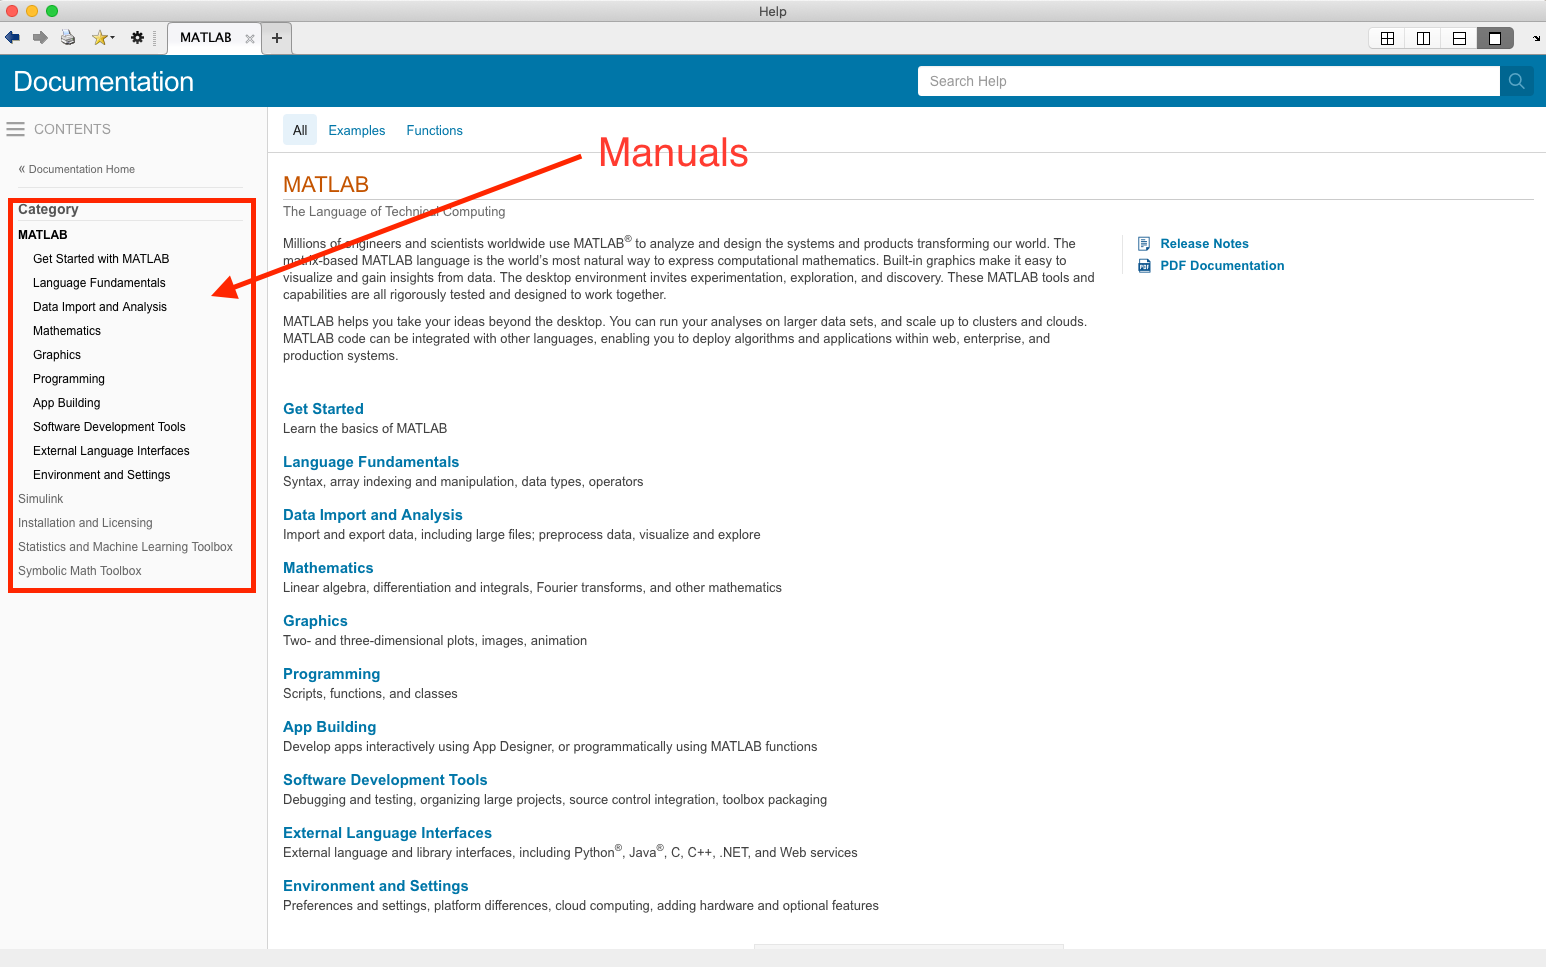 Help
MATLAB
Documentation
Search Help
CONTENTS
« Documentation Home
Category
MATLAB
Get Started with MATLAB
Language Fundamentals
Data Import and Analysis
Mathematics
Graphics
Programming
App Building
Software Development Tools
External Language Interfaces
Environment and Settings
Simulink
Installation and Licensing
Statistics and Machine Learning Toolbox
Symbolic Math Toolbox
All Examples Functions
Manuals
MATLAB
The Language of Technical Computing
Millions of engineers and scientists worldwide use MATLAB® to analyze and design the systems and products transforming our world. The
matrix-based MATLAB language is the world's most natural way to express computational mathematics. Built-in graphics make it easy to
visualize and gain insights from data. The desktop environment invites experimentation, exploration, and discovery. These MATLAB tools and
capabilities are all rigorously tested and designed to work together.
MATLAB helps you take your ideas beyond the desktop. You can run your analyses on larger data sets, and scale up to clusters and clouds.
MATLAB code can be integrated with other languages, enabling you to deploy algorithms and applications within web, enterprise, and
production systems.
Release Notes
PDF Documentation
Get Started
Learn the basics of MATLAB
Language Fundamentals
Syntax, array indexing and manipulation, data types, operators
Data Import and Analysis
Import and export data, including large files; preprocess data, visualize and explore
Mathematics
Linear algebra, differentiation and integrals, Fourier transforms, and other mathematics
Graphics
Two- and three-dimensional plots, images, animation
Programming
Scripts, functions, and classes
App Building
Develop apps interactively using App Designer, or programmatically using MATLAB functions
Software Development Tools
Debugging and testing, organizing large projects, source control integration, toolbox packaging
External Language Interfaces
External language and library interfaces, including Python®, Java®, C, C++, .NET, and Web services
Environment and Settings
Preferences and settings, platform differences, cloud computing, adding hardware and optional features